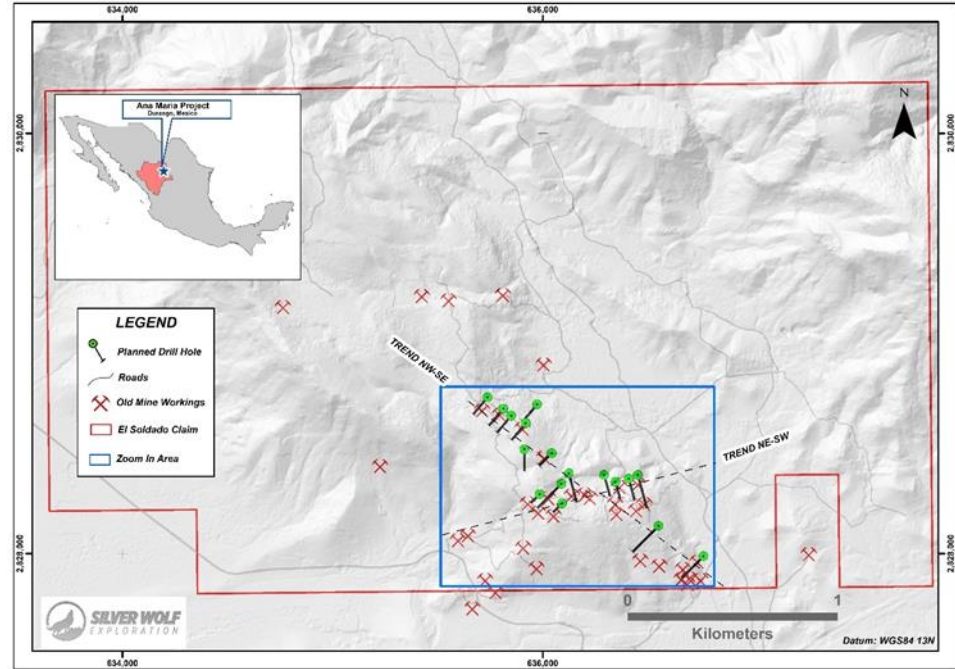 634,000
636,000
Ana Maria Project
Durango, Mexico
N
2,830,000
2,830,000
LEGEND
Planned Drill Hole
Roads
Old Mine Workings
El Soldado Claim
Zoom In Area
TREND NW-SE
TREND NE-SW
2,828,000
2,828,000
0
1
Kilometers
SILVER WOLF
EXPLORATION
Datum: WGS84 13N
634,000
636,000